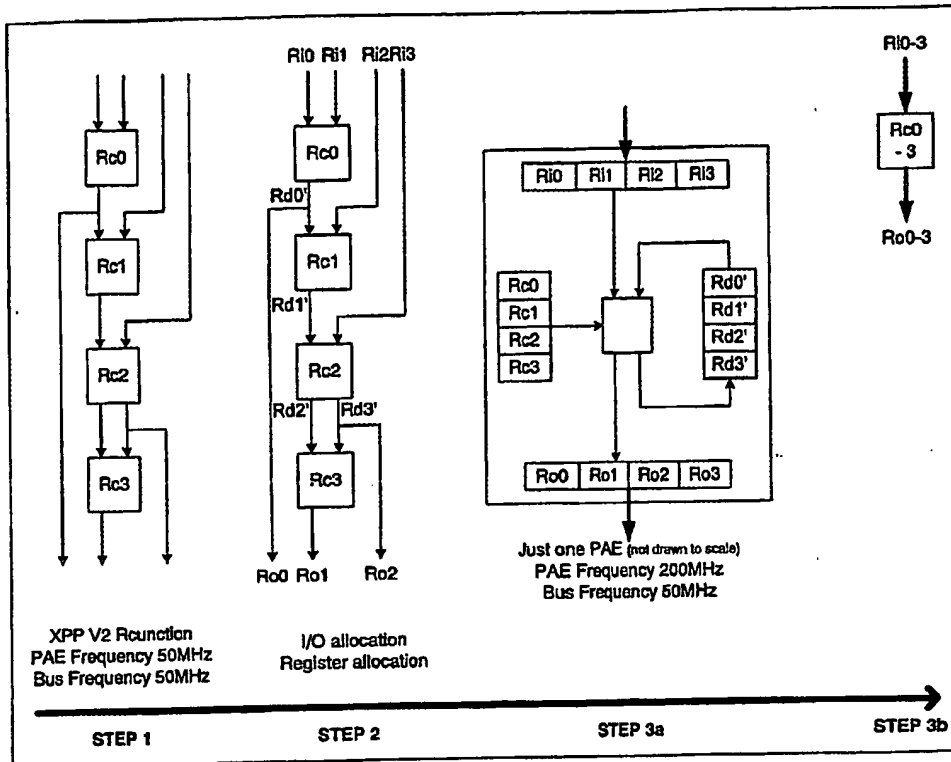 Rc0
Rc1
Rc2
Rc3
XPP V2 Rcunction
PAE Frequency 50MHz
Bus Frequency 50MHz
STEP 1
Ri0 Ri1 Ri2Ri3
Rc0
Rd0'
Rc1
Rd1'
Rc2
Rd2' Rd3'
Rc3
Ro0 Ro1 Ro2
I/O allocation
Register allocation
STEP 2
Ri0 Ri1 Ri2 Ri3
Rc0
Rc1
Rc2
Rc3
Rd0'
Rd1'
Rd2'
Rd3'
Ro0 Ro1 Ro2 Ro3
Just one PAE (not drawn to scale)
PAE Frequency 200MHz
Bus Frequency 50MHz
STEP 3a
Ri0-3
Rc0
- 3
Ro0-3
STEP 3b